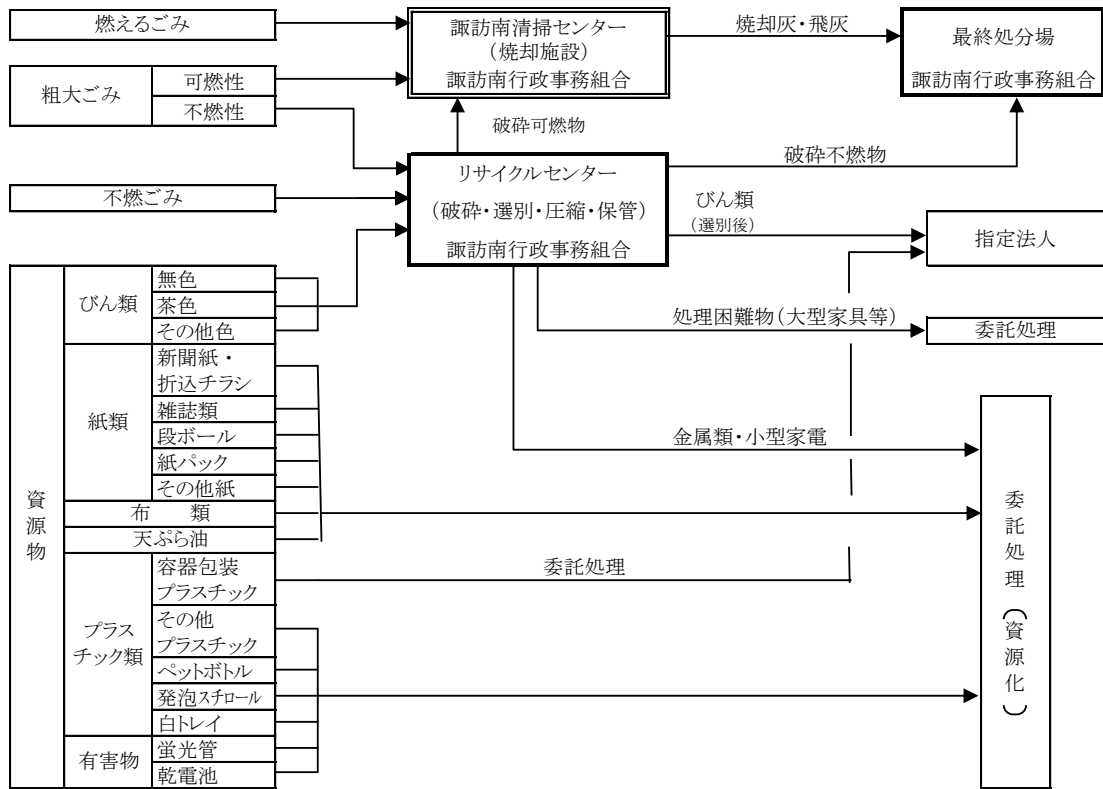 燃えるごみ
粗大ごみ
可燃性
不燃性
不燃ごみ
諏訪南清掃センター
(焼却施設)
諏訪南行政事務組合
焼却灰・飛灰
最終処分場
諏訪南行政事務組合
破砕可燃物
リサイクルセンター
(破砕・選別・圧縮・保管)
諏訪南行政事務組合
破砕不燃物
びん類
(選別後)
指定法人
処理困難物(大型家具等)
委託処理
金属類・小型家電
委託処理(資源化)
資源物
びん類
無色
茶色
その他色
紙類
新聞紙・
折込チラシ
雑誌類
段ボール
紙パック
その他紙
布 類
天ぷら油
プラス
チック類
容器包装
プラスチック
委託処理
その他
プラスチック
ペットボトル
発泡スチロール
白トレイ
有害物
蛍光管
乾電池